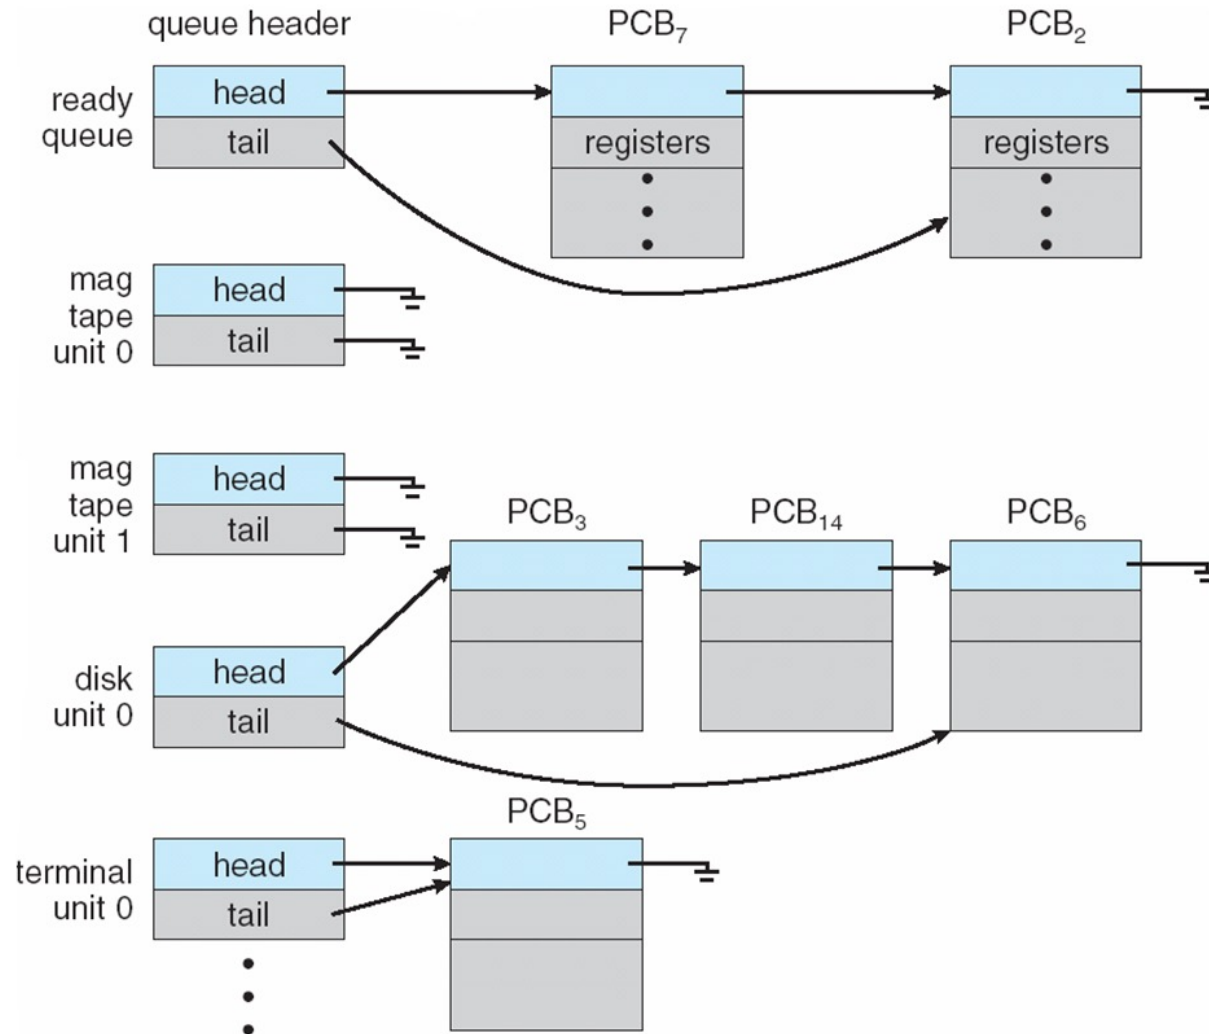 queue header
PCB₇
PCB₂
ready
queue
head
tail
registers
registers
mag
tape
unit 0
head
tail
mag
tape
unit 1
head
tail
PCB₃
PCB₁₄
PCB₆
disk
unit 0
head
tail
PCB₅
terminal
unit 0
head
tail